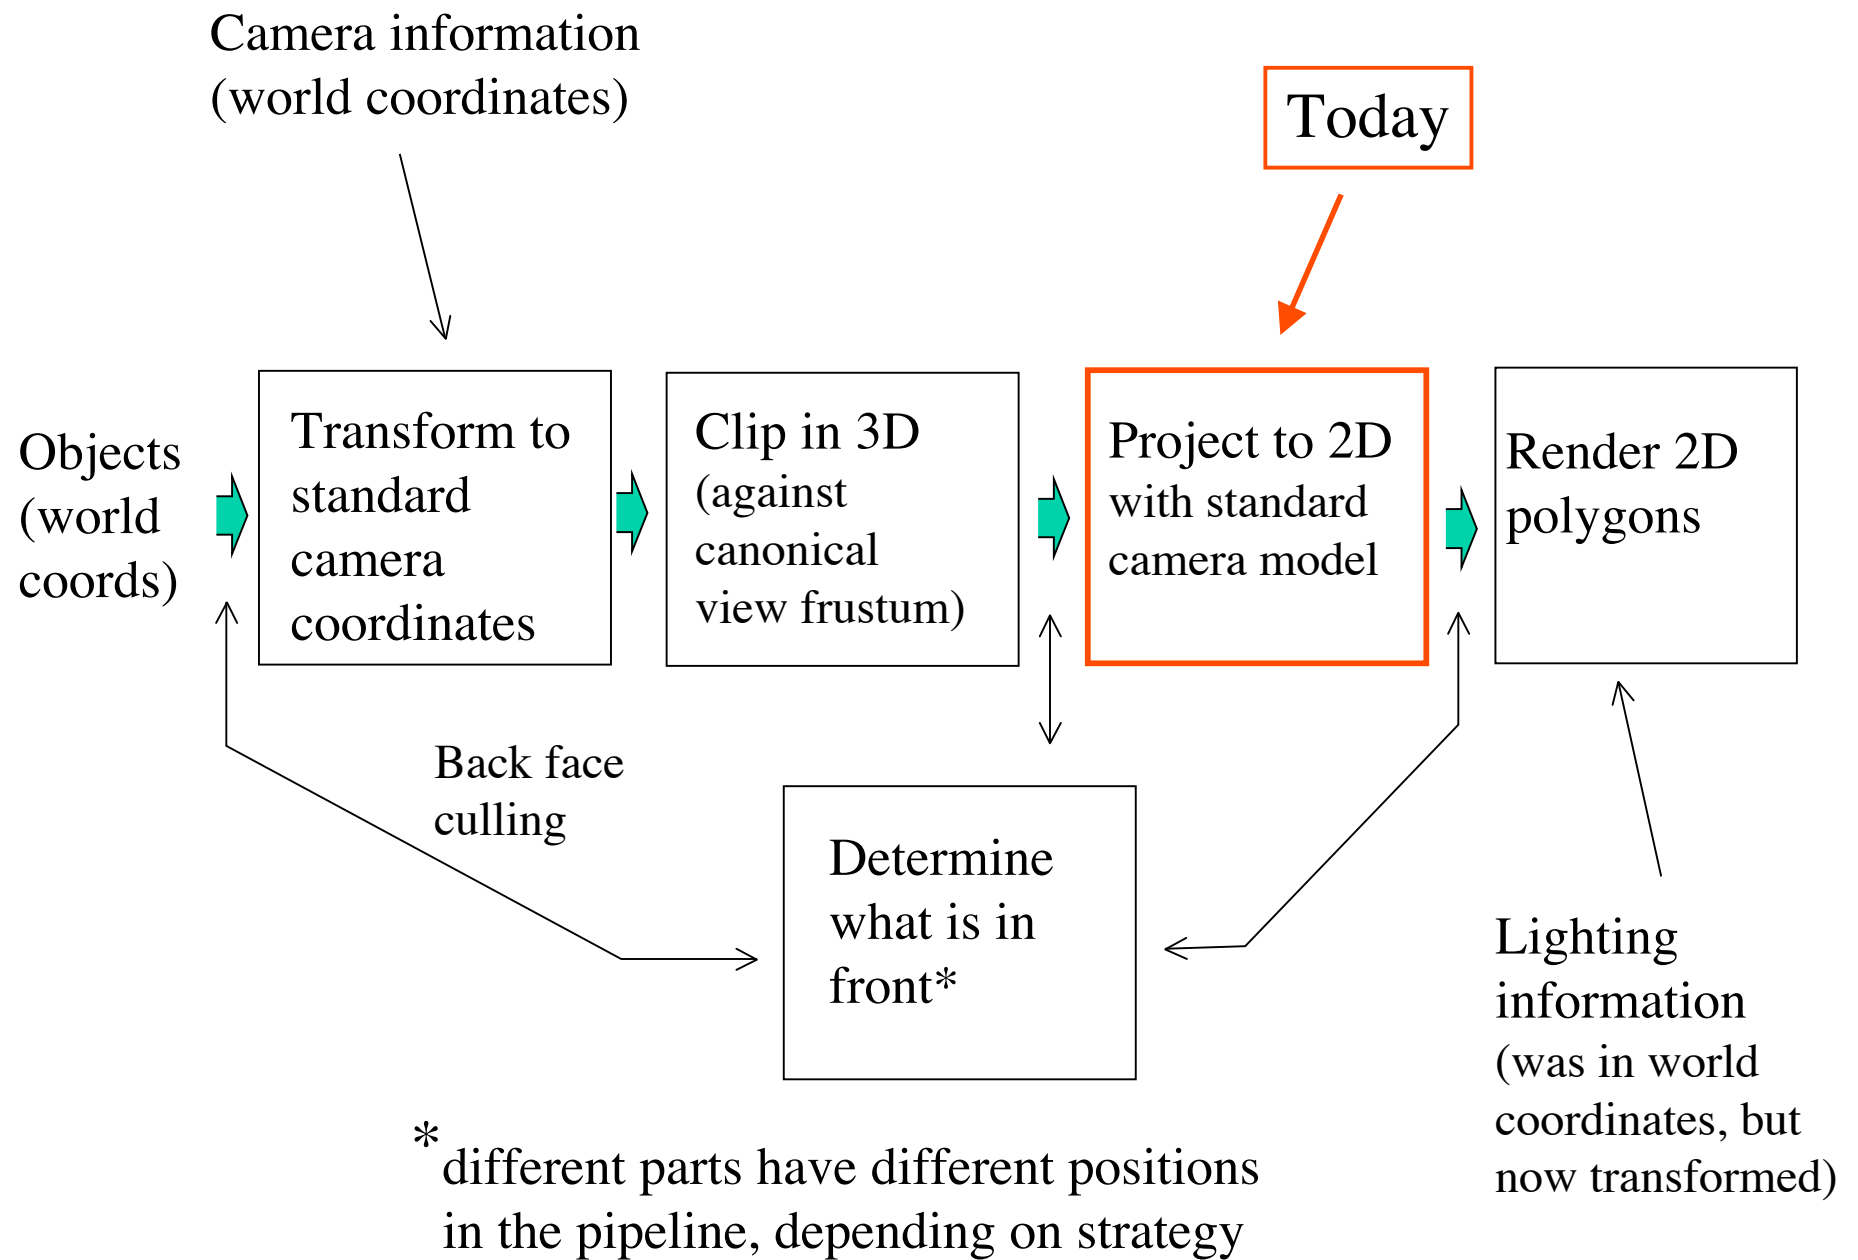 Camera information
(world coordinates)
Today
Objects
(world
coords)
Transform to
standard
camera
coordinates
Clip in 3D
(against
canonical
view frustum)
Project to 2D
with standard
camera model
Render 2D
polygons
Back face
culling
Determine
what is in
front*
Lighting
information
(was in world
coordinates, but
now transformed)
* different parts have different positions
in the pipeline, depending on strategy